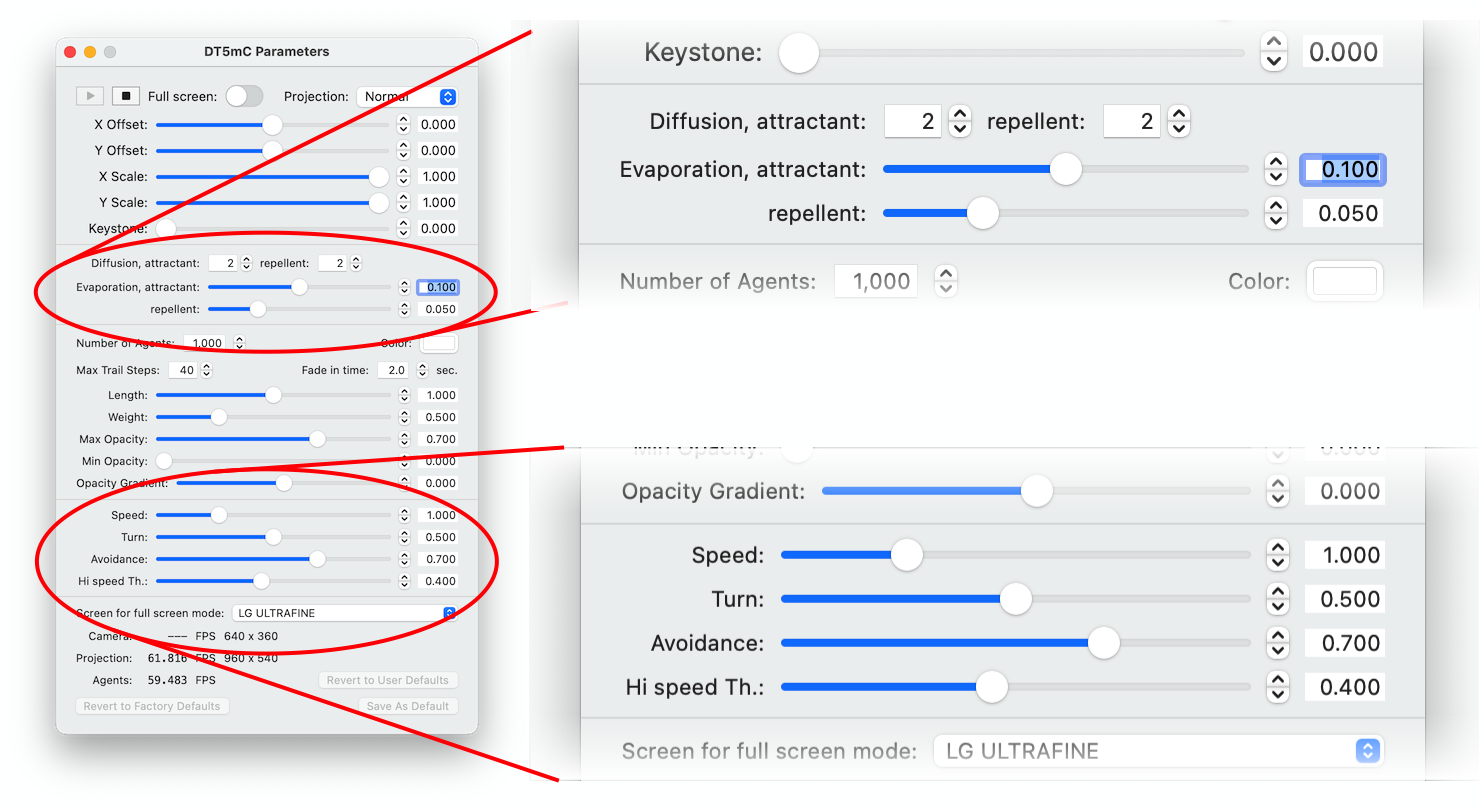 DT5mC Parameters
Full screen: Projection: Normal
X Offset: 0.000
Y Offset: 0.000
X Scale: 1.000
Y Scale: 1.000
Keystone: 0.000
Diffusion, attractant: 2 repellent: 2
Evaporation, attractant: 0.100
repellent: 0.050
Number of Agents: 1,000 Color:
Max Trail Steps: 40 Fade in time: 2.0 sec.
Length: 1.000
Weight: 0.500
Max Opacity: 0.700
Min Opacity: 0.000
Opacity Gradient: 0.000
Speed: 1.000
Turn: 0.500
Avoidance: 0.700
Hi speed Th.: 0.400
Screen for full screen mode: LG ULTRAFINE
Camera: --- FPS 640 x 360
Projection: 61.816 FPS 960 x 540
Agents: 59.483 FPS Revert to User Defaults
Revert to Factory Defaults Save As Default
Keystone: 0.000
Diffusion, attractant: 2 repellent: 2
Evaporation, attractant: 0.100
repellent: 0.050
Number of Agents: 1,000 Color:
Min Opacity: 0.000
Opacity Gradient: 0.000
Speed: 1.000
Turn: 0.500
Avoidance: 0.700
Hi speed Th.: 0.400
Screen for full screen mode: LG ULTRAFINE